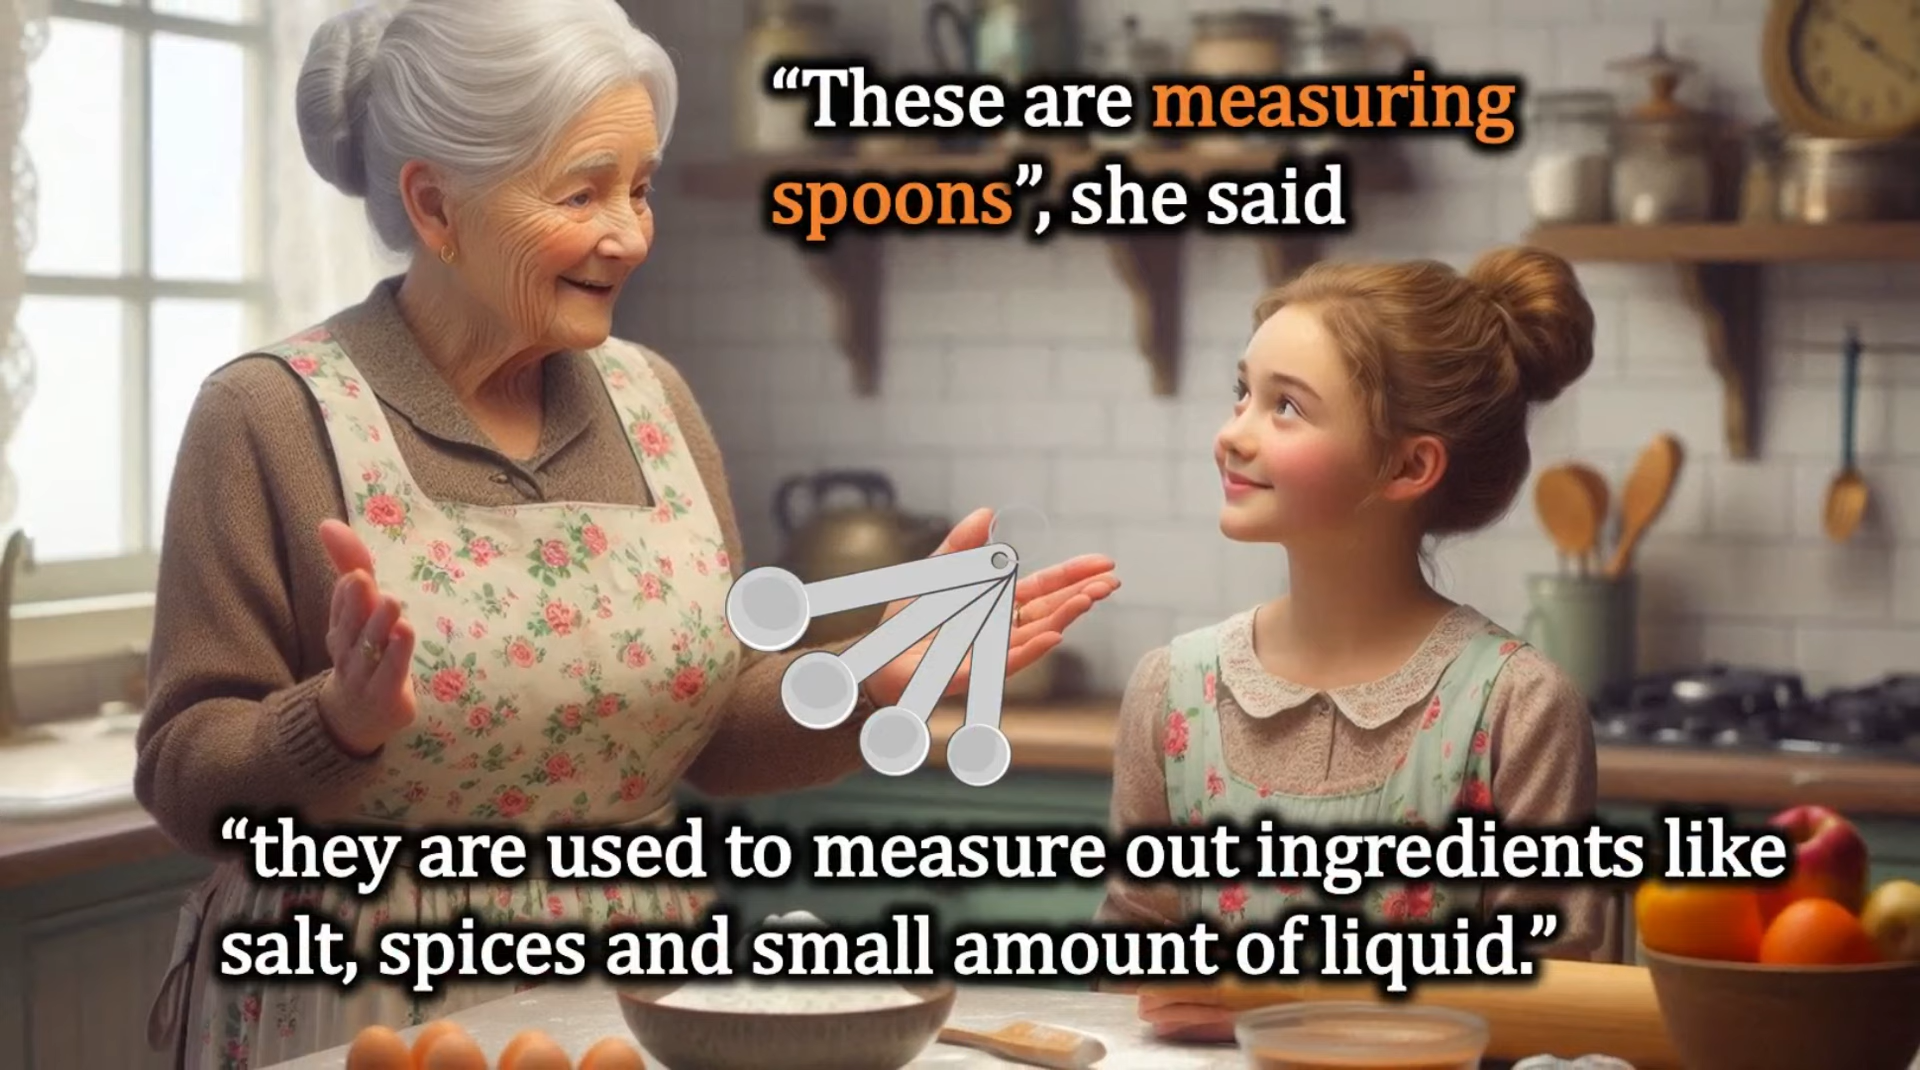 “These are measuring
spoons”, she said
“they are used to measure out ingredients like
salt, spices and small amount of liquid.”